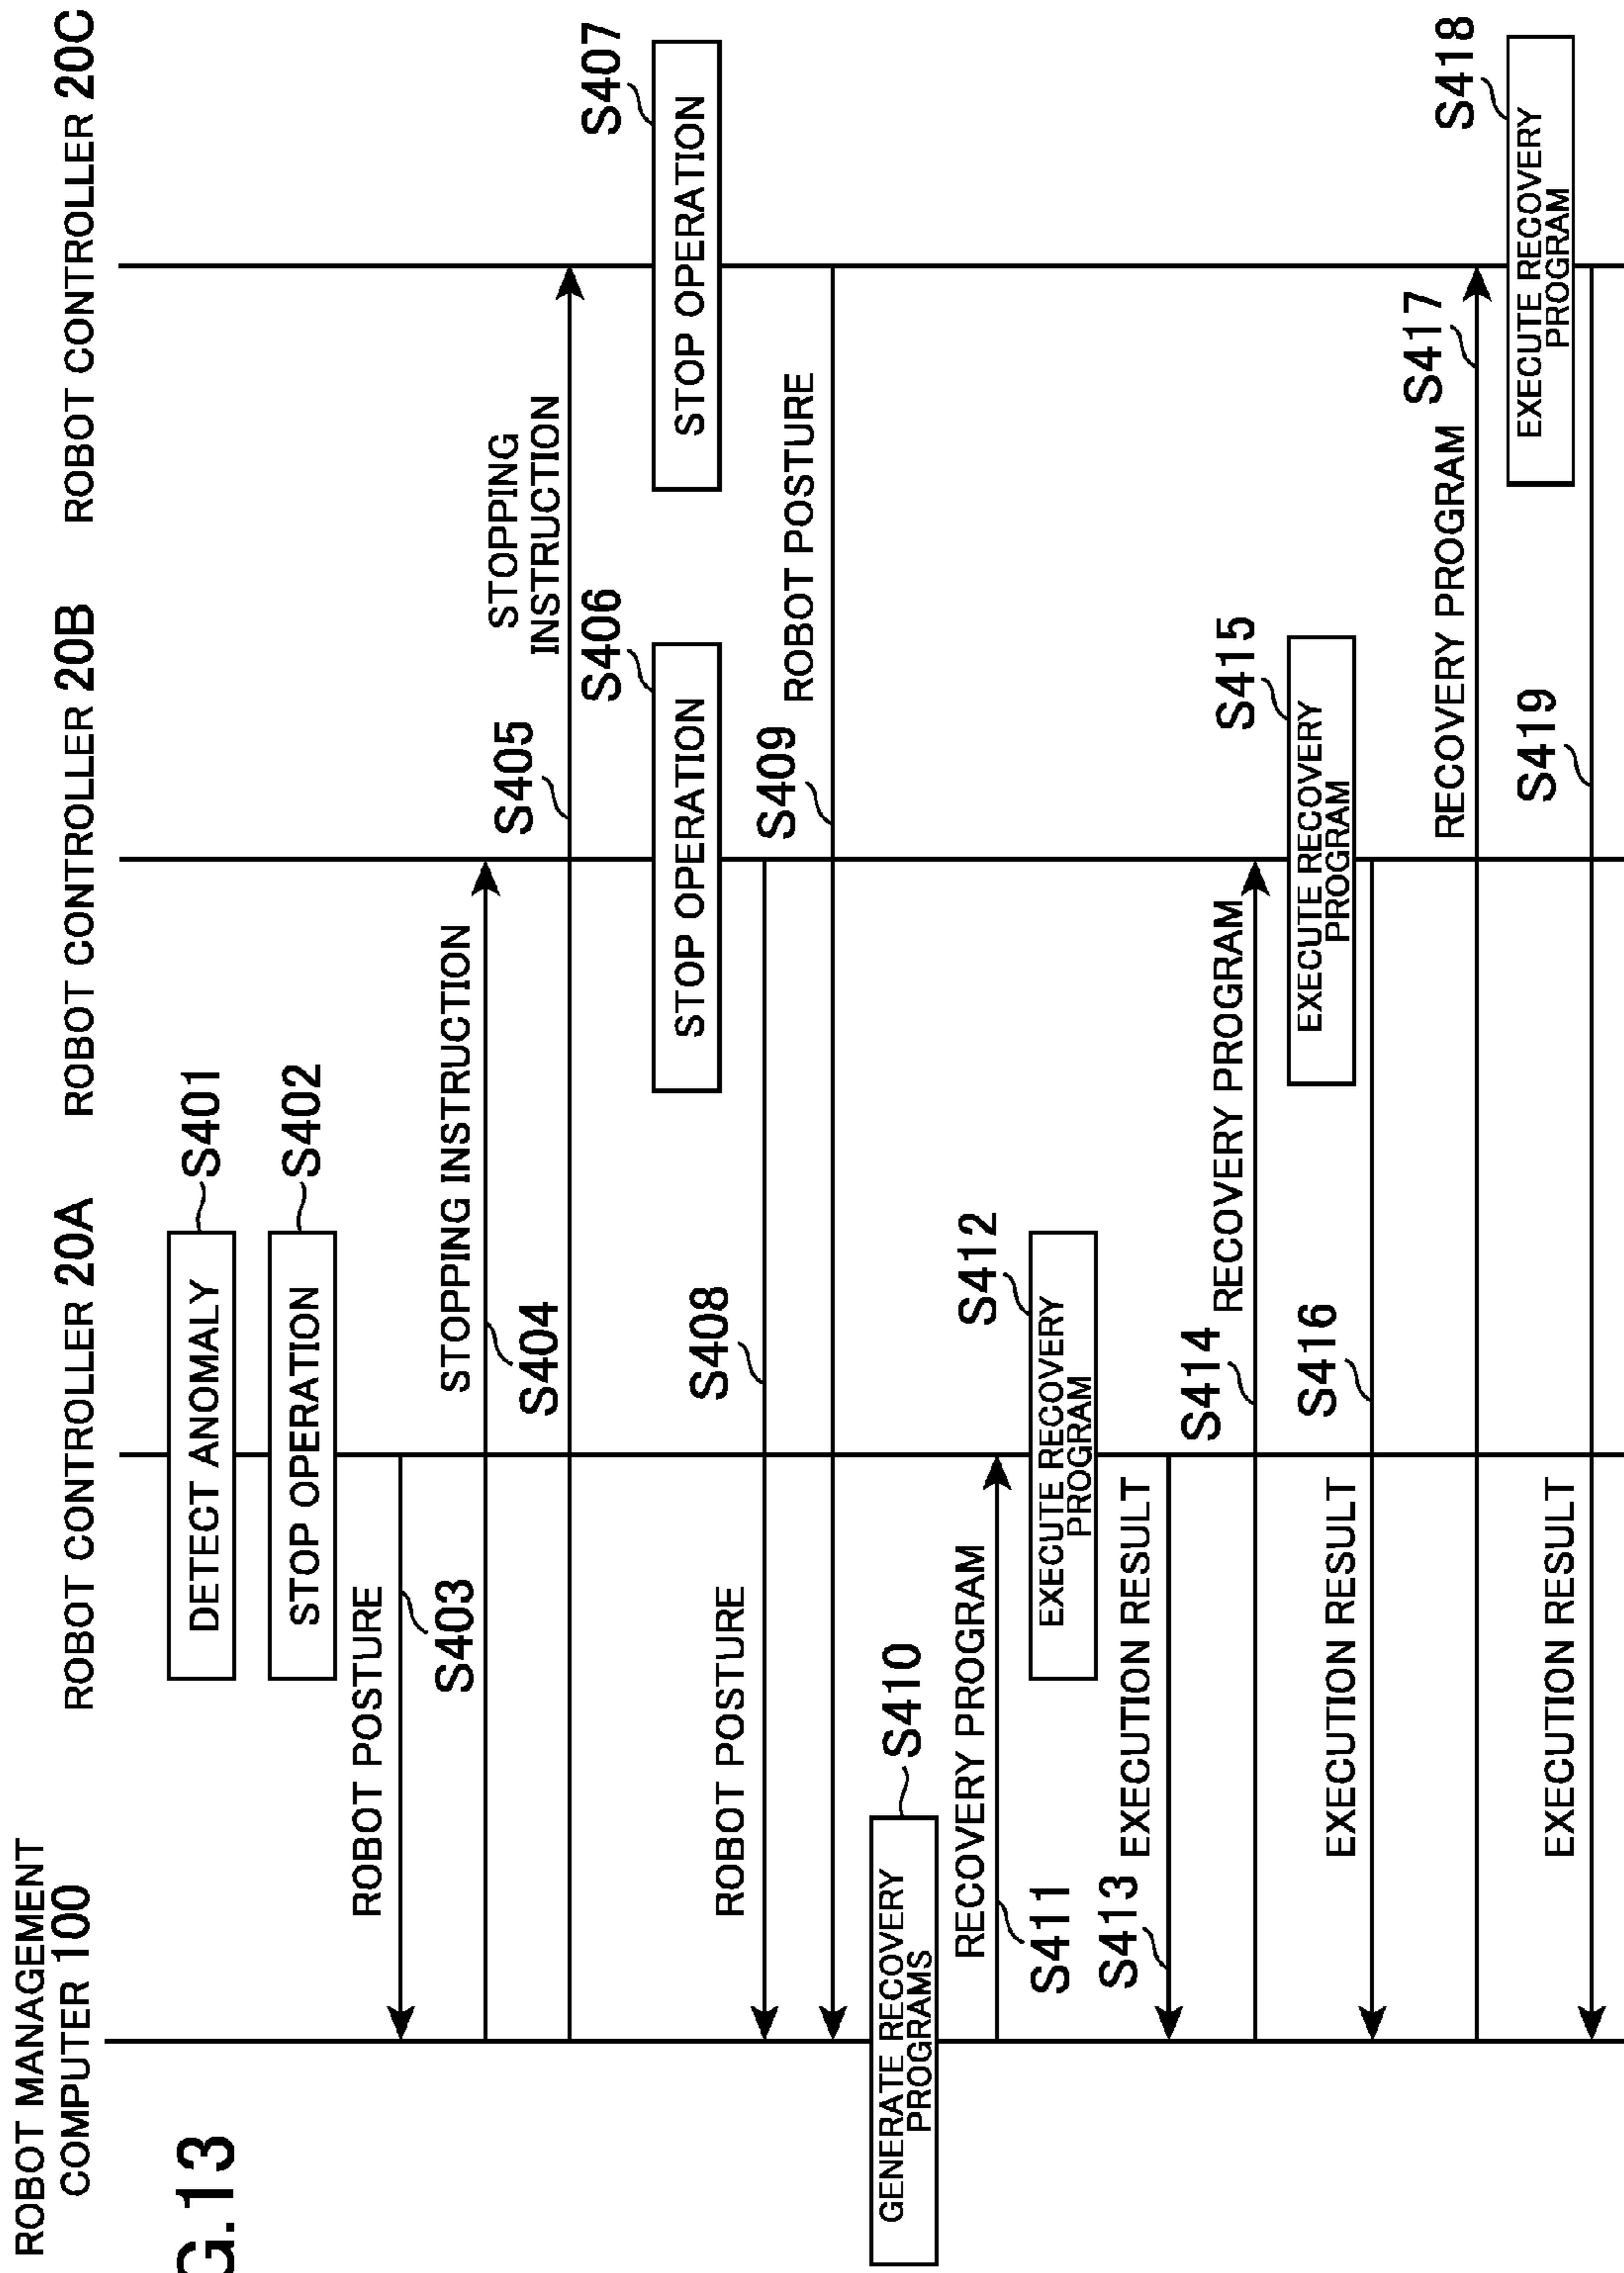 G.13
ROBOT MANAGEMENT
COMPUTER 100
ROBOT CONTROLLER 20A
ROBOT CONTROLLER 20B
ROBOT CONTROLLER 20C
DETECT ANOMALY
S401
STOP OPERATION
S402
ROBOT POSTURE
S403
STOPPING INSTRUCTION
S404
STOPPING
INSTRUCTION
S405
STOP OPERATION
S406
STOP OPERATION
S407
ROBOT POSTURE
S408
ROBOT POSTURE
S409
GENERATE RECOVERY
PROGRAMS
S410
RECOVERY PROGRAM
S411
EXECUTE RECOVERY
PROGRAM
S412
EXECUTION RESULT
S413
RECOVERY PROGRAM
S414
EXECUTE RECOVERY
PROGRAM
S415
EXECUTION RESULT
S416
RECOVERY PROGRAM
S417
EXECUTE RECOVERY
PROGRAM
S418
EXECUTION RESULT
S419